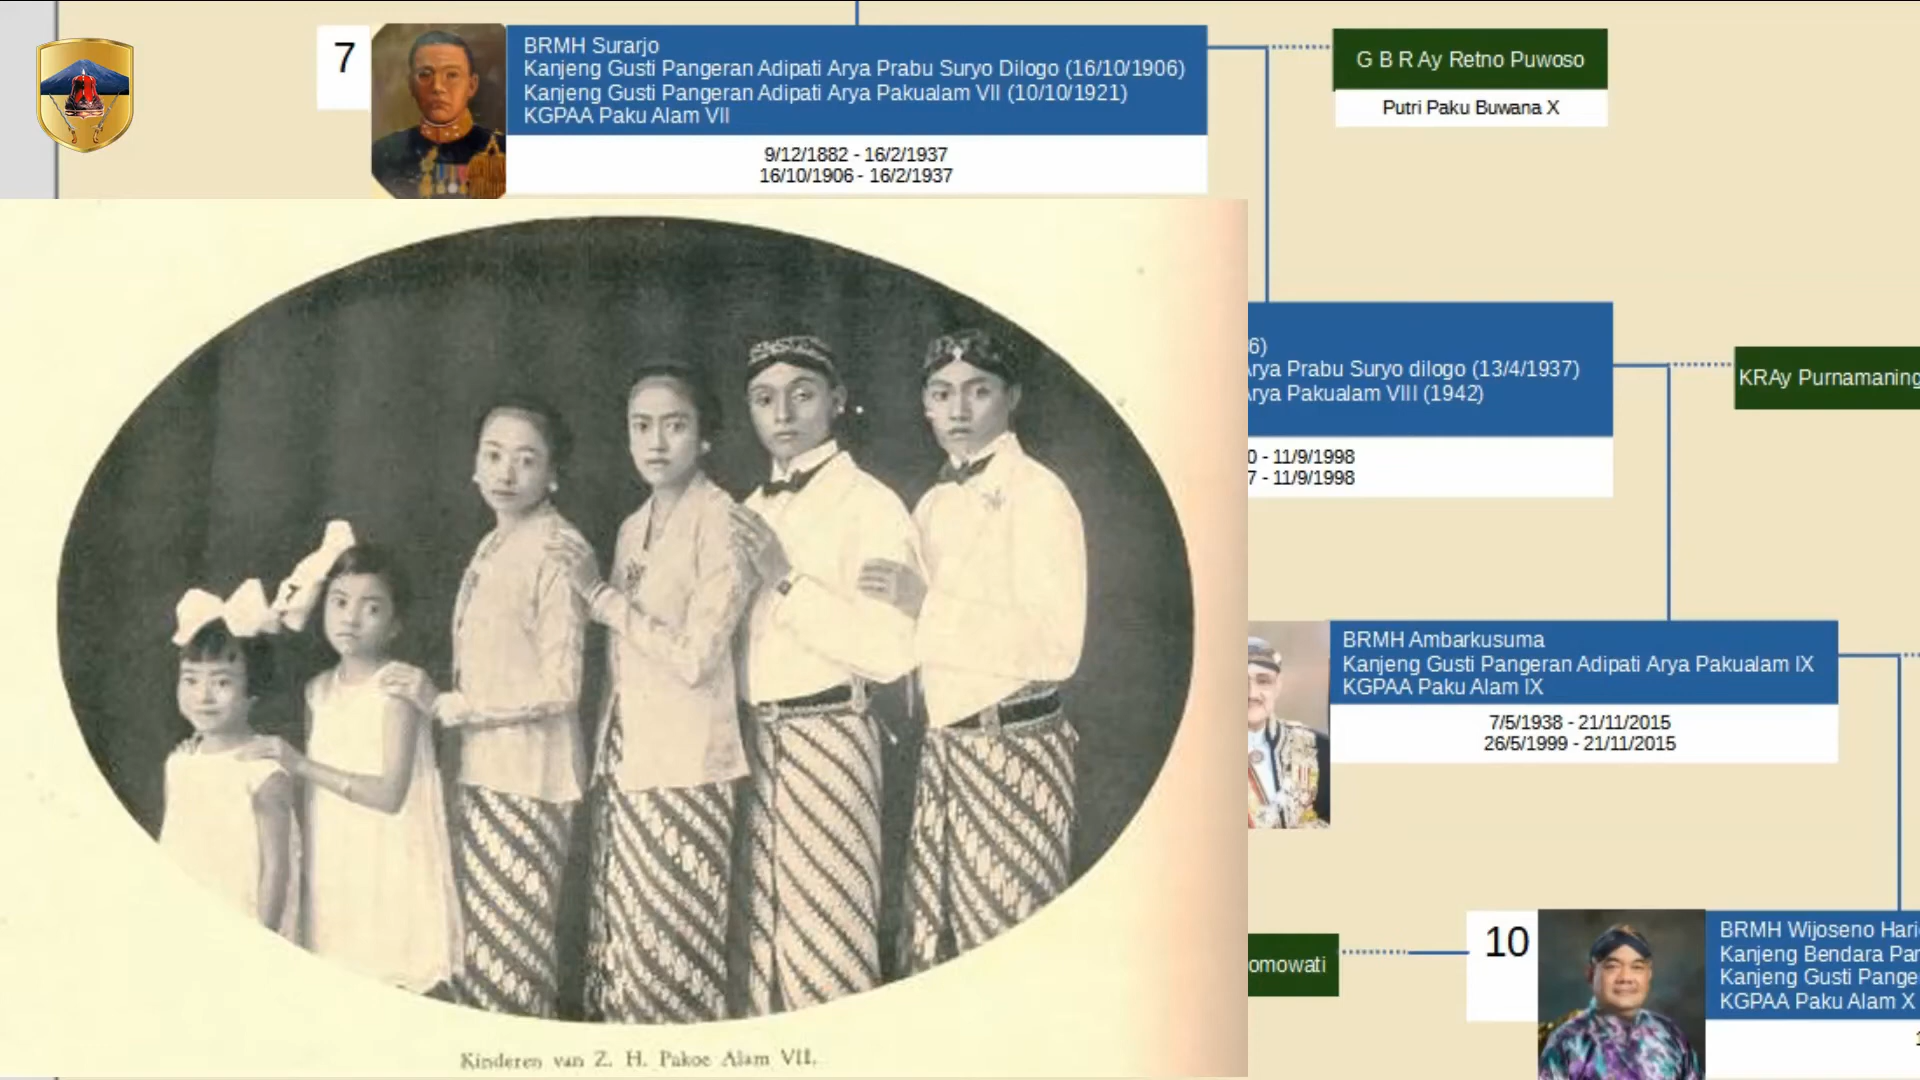 7
BRMH Surarjo
Kanjeng Gusti Pangeran Adipati Arya Prabu Suryo Dilogo (16/10/1906)
Kanjeng Gusti Pangeran Adipati Arya Pakualam VII (10/10/1921)
KGPAA Paku Alam VII
9/12/1882 - 16/2/1937
16/10/1906 - 16/2/1937
G B R Ay Retno Puwoso
Putri Paku Buwana X
6)
Arya Prabu Suryo dilogo (13/4/1937)
Arya Pakualam VIII (1942)
0 - 11/9/1998
7 - 11/9/1998
KRAy Purnamaning
BRMH Ambarkusuma
Kanjeng Gusti Pangeran Adipati Arya Pakualam IX
KGPAA Paku Alam IX
7/5/1938 - 21/11/2015
26/5/1999 - 21/11/2015
omowati
10
BRMH Wijoseno Hari
Kanjeng Bendara Pan
Kanjeng Gusti Pange
KGPAA Paku Alam X
Kinderen van Z. H. Pakoe Alam VII.